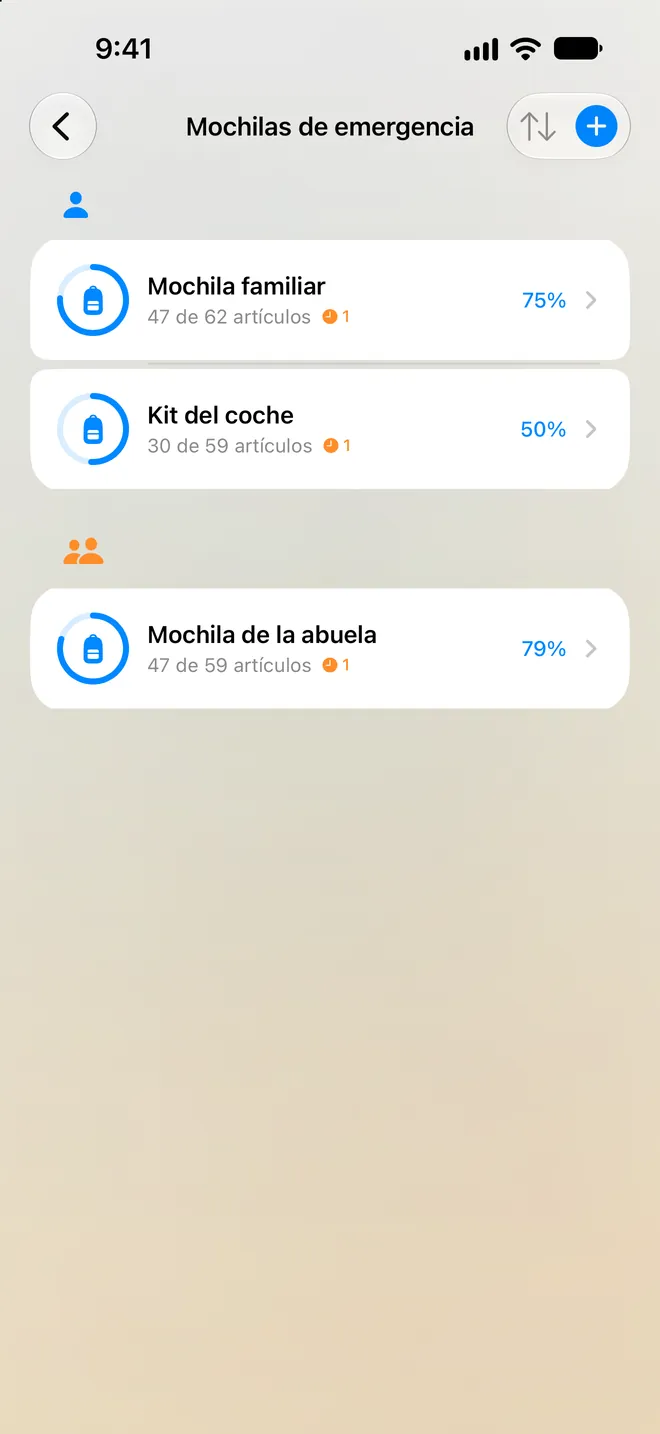 9:41
Mochilas de emergencia
Mochila familiar
47 de 62 artículos 1
75%
Kit del coche
30 de 59 artículos 1
50%
Mochila de la abuela
47 de 59 artículos 1
79%